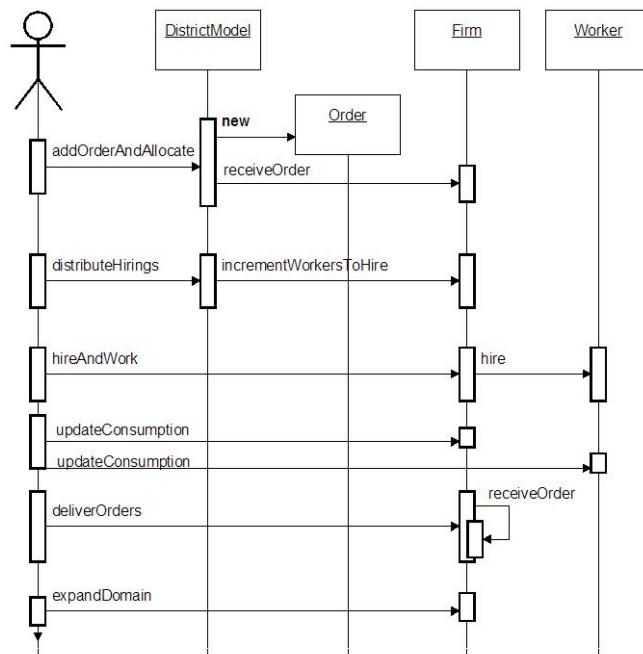 DistrictModel
Firm
Worker
new
Order
addOrderAndAllocate
receiveOrder
distributeHirings
incrementWorkersToHire
hireAndWork
hire
updateConsumption
updateConsumption
receiveOrder
deliverOrders
expandDomain